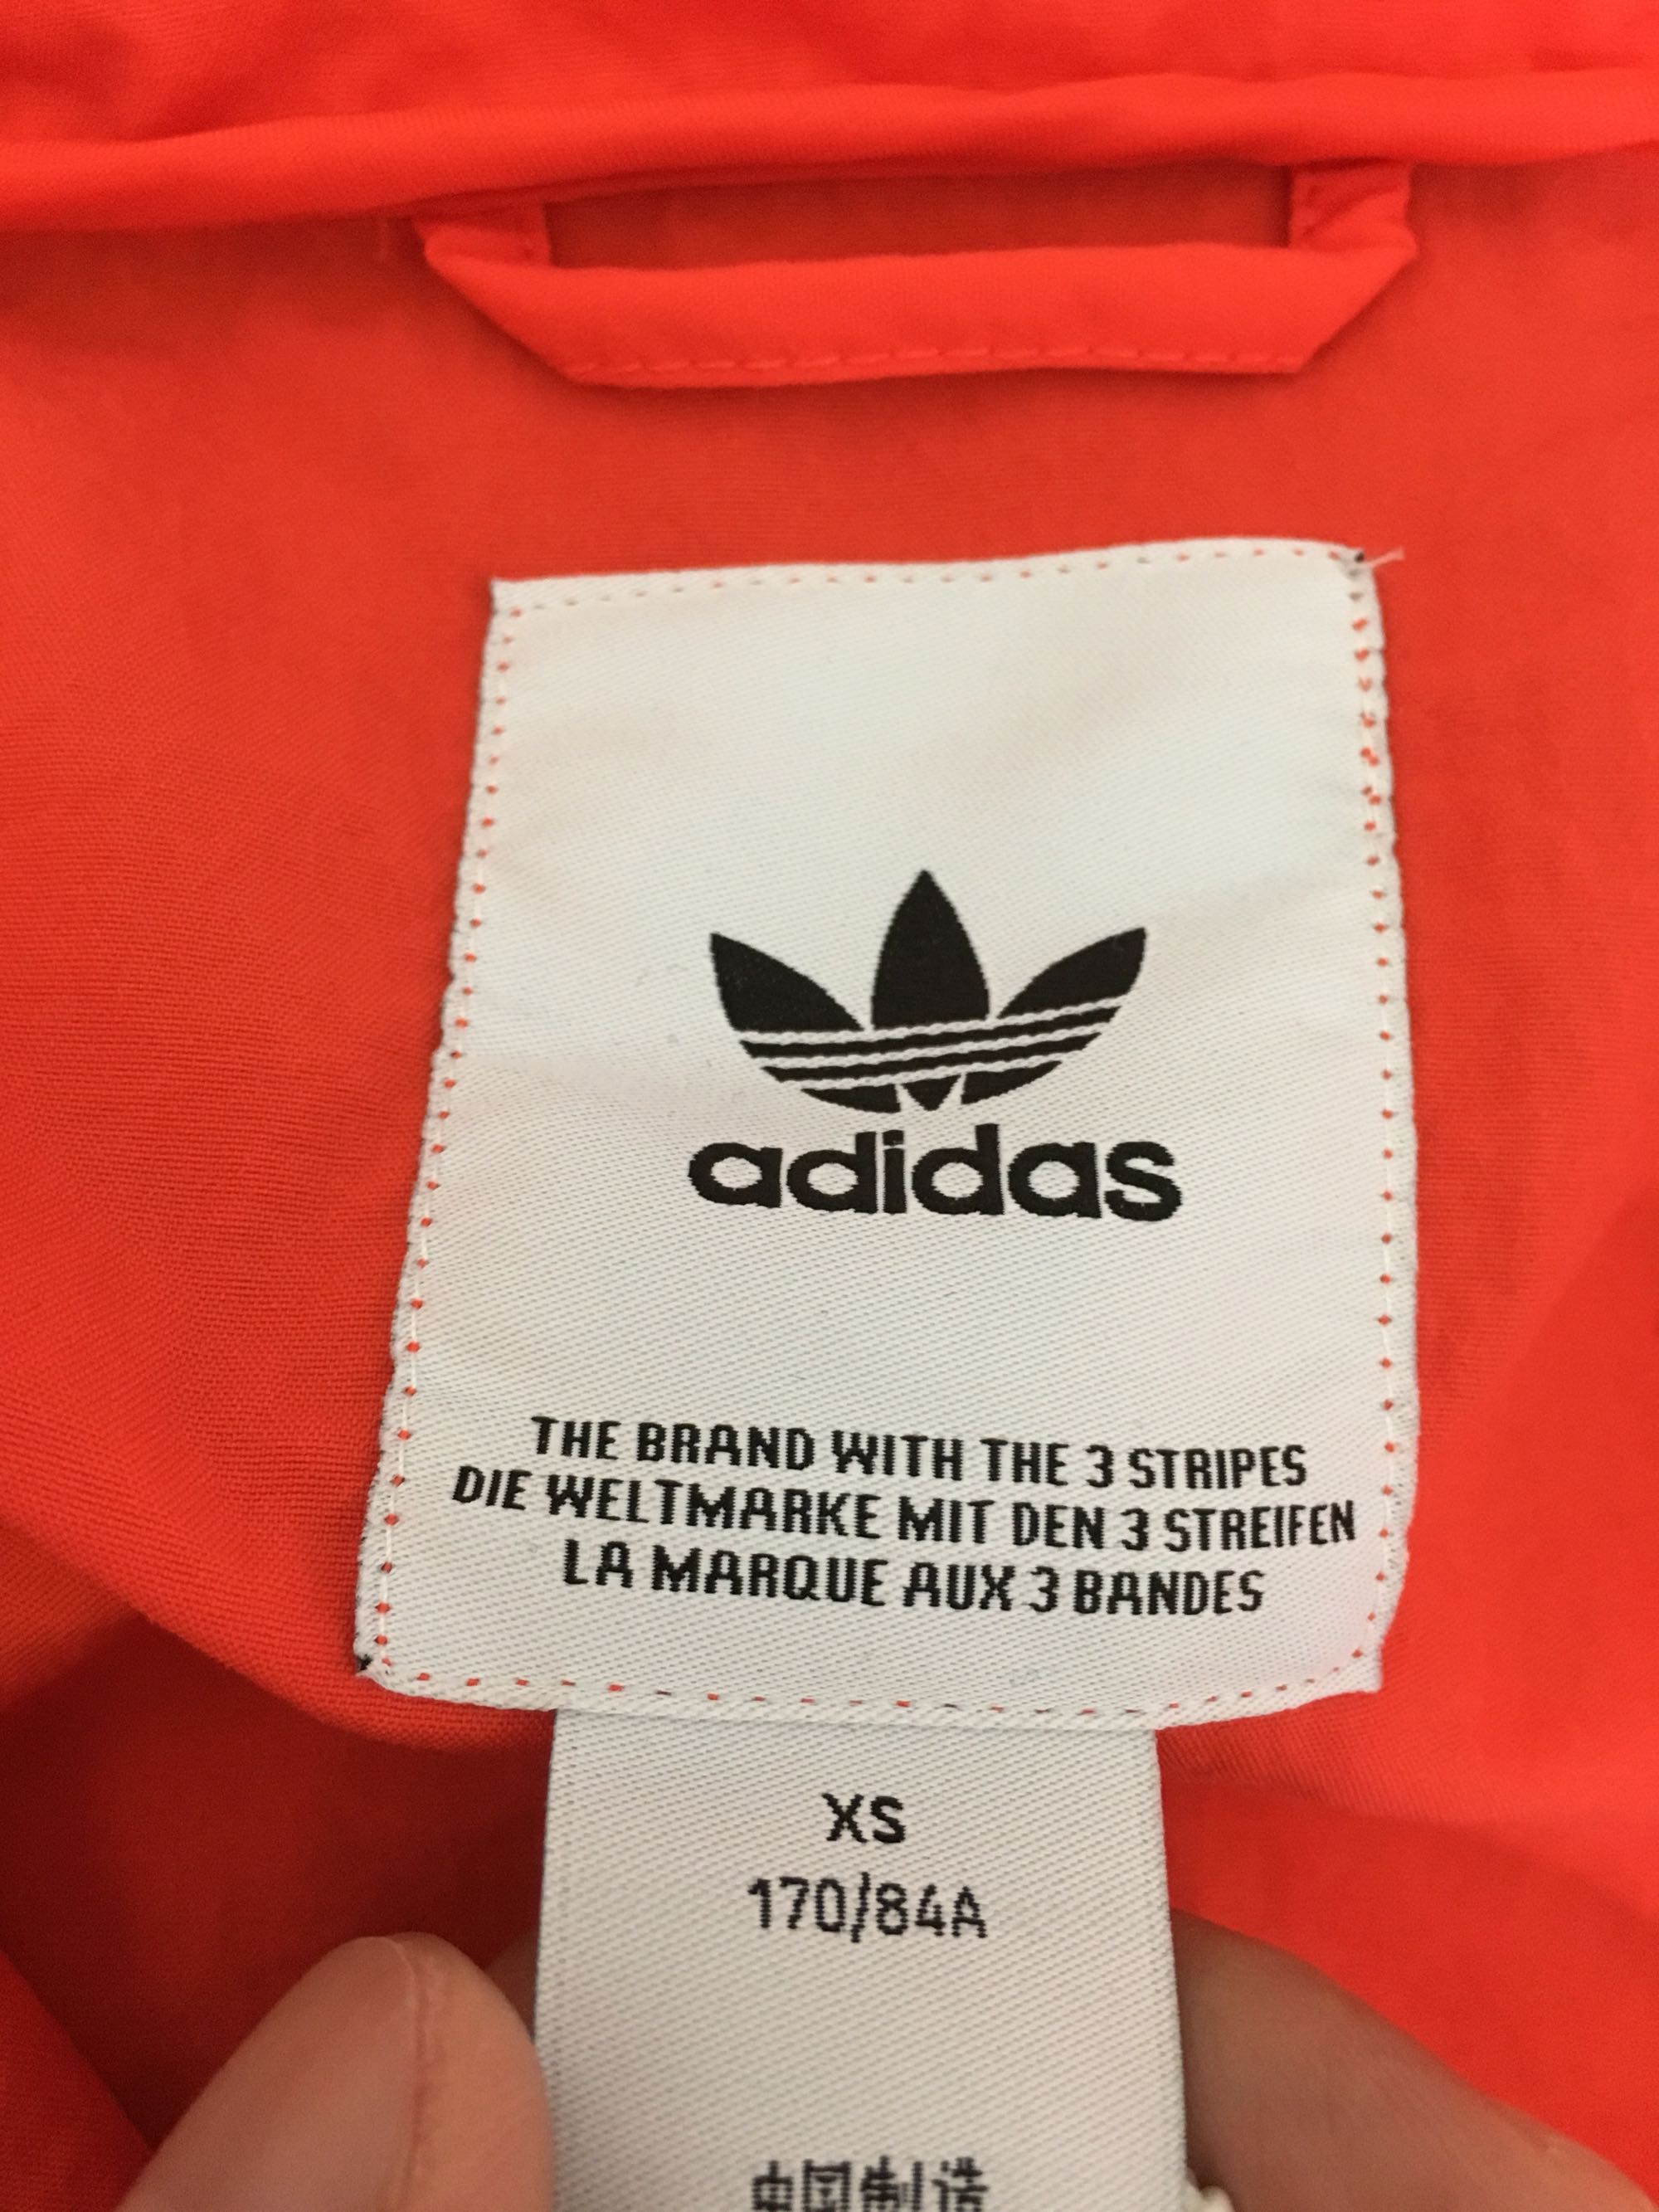 adidas
THE BRAND WITH THE 3 STRIPES
DIE WELTMARKE MIT DEN 3 STREIFEN
LA MARQUE AUX 3 BANDES
XS
170/84A
中国制造